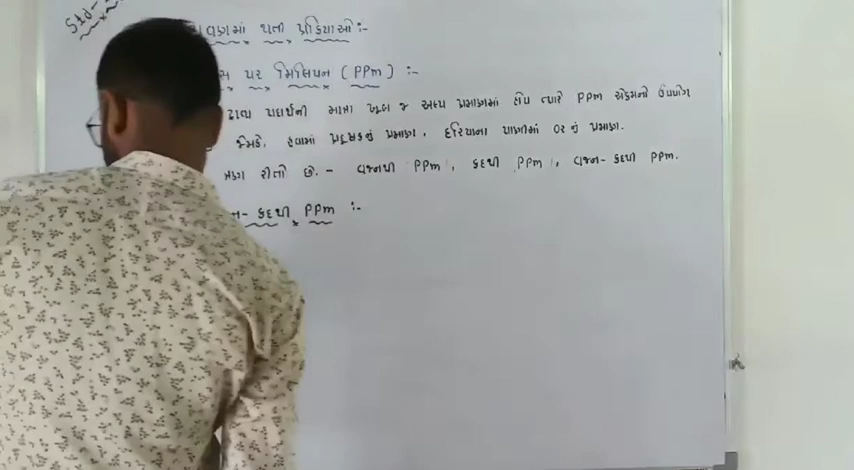 Std-
થતી પ્રક્રિયાઓ :-
પર મિલિયન (PPm) :-
દ્રાવ્ય પદાર્થની માત્રા ખૂબ જ અલ્પ પ્રમાણમાં હોય ત્યારે PPm એકમનો ઉપયોગ
જેમકે. હવામાં પ્રદૂષકનું પ્રમાણ, દરિયાના પાણીમાં O2 નું પ્રમાણ.
રીતો છે. - વજનથી PPm, કદથી PPm, વજન-કદથી PPm.
ન - કદથી PPm :-